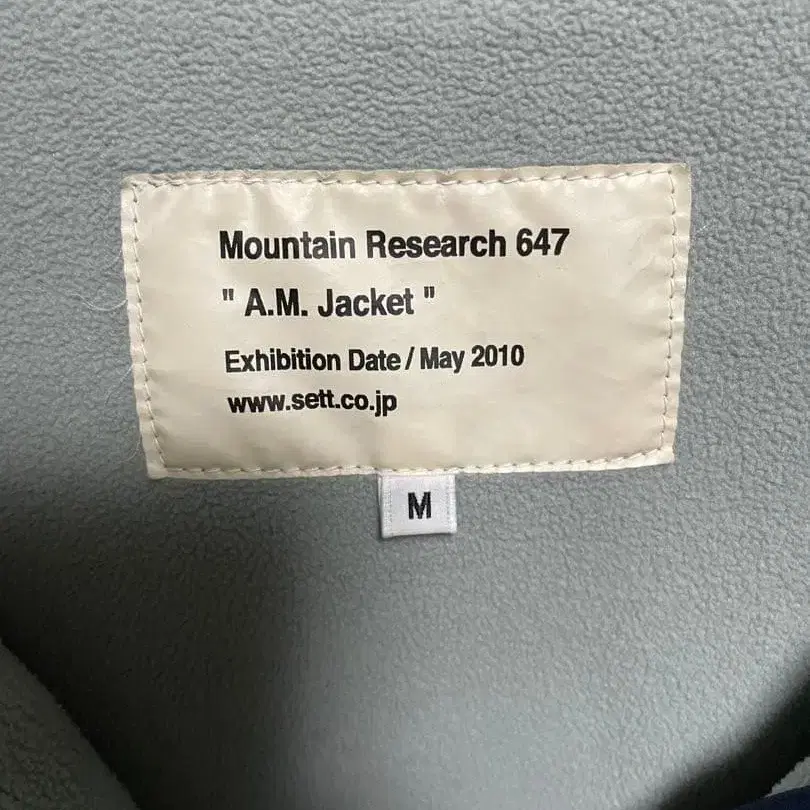 Mountain Research 647
" A.M. Jacket "
Exhibition Date / May 2010
www.sett.co.jp
M